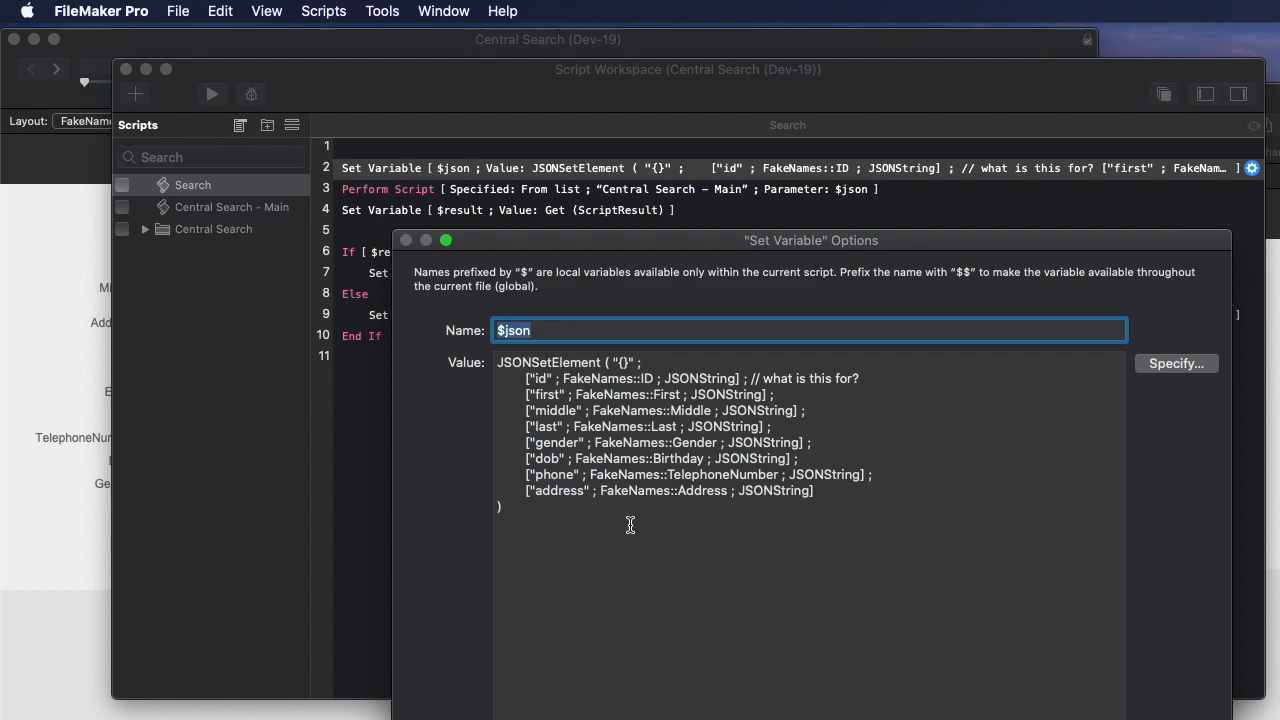 FileMaker Pro File Edit View Scripts Tools Window Help
Central Search (Dev-19)
Script Workspace (Central Search (Dev-19))
Layout: FakeName
Scripts
Search
Search
1
2 Set Variable [ $json ; Value: JSONSetElement ( "{}" ; ["id" ; FakeNames::ID ; JSONString] ; // what is this for? ["first" ; FakeNam… ]
Search
3 Perform Script [ Specified: From list ; “Central Search – Main” ; Parameter: $json ]
Central Search - Main
4 Set Variable [ $result ; Value: Get (ScriptResult) ]
Central Search
5
6 If [ $re
7 Set
8 Else
9 Set ]
10 End If
11
Mi
Add
E
TelephoneNur
Ge
"Set Variable" Options
Names prefixed by “$” are local variables available only within the current script. Prefix the name with “$$” to make the variable available throughout
the current file (global).
Name: $json
Value: JSONSetElement ( "{}" ;
["id" ; FakeNames::ID ; JSONString] ; // what is this for?
["first" ; FakeNames::First ; JSONString] ;
["middle" ; FakeNames::Middle ; JSONString] ;
["last" ; FakeNames::Last ; JSONString] ;
["gender" ; FakeNames::Gender ; JSONString] ;
["dob" ; FakeNames::Birthday ; JSONString] ;
["phone" ; FakeNames::TelephoneNumber ; JSONString] ;
["address" ; FakeNames::Address ; JSONString]
)
Specify...